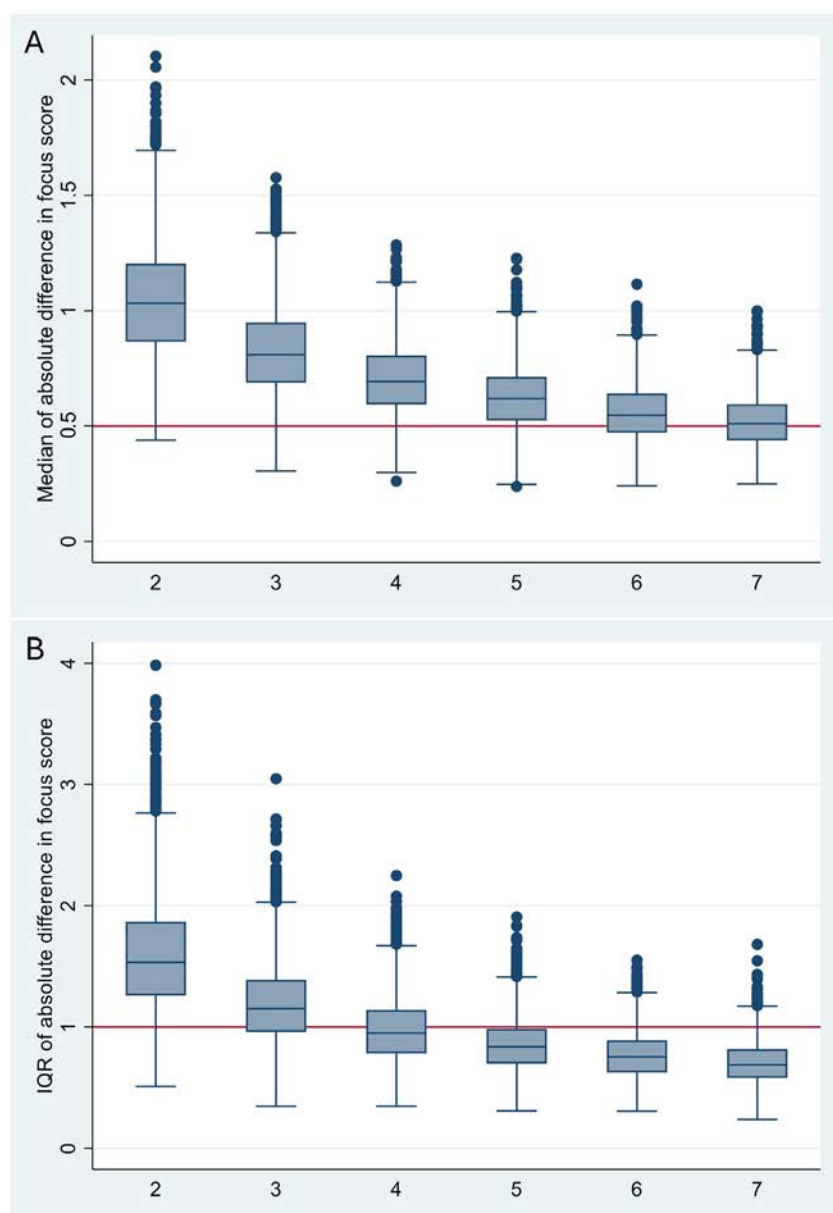 A
Median of absolute difference in focus score
2
1.5
1
0.5
0
2 3 4 5 6 7
B
IQR of absolute difference in focus score
4
3
2
1
0
2 3 4 5 6 7